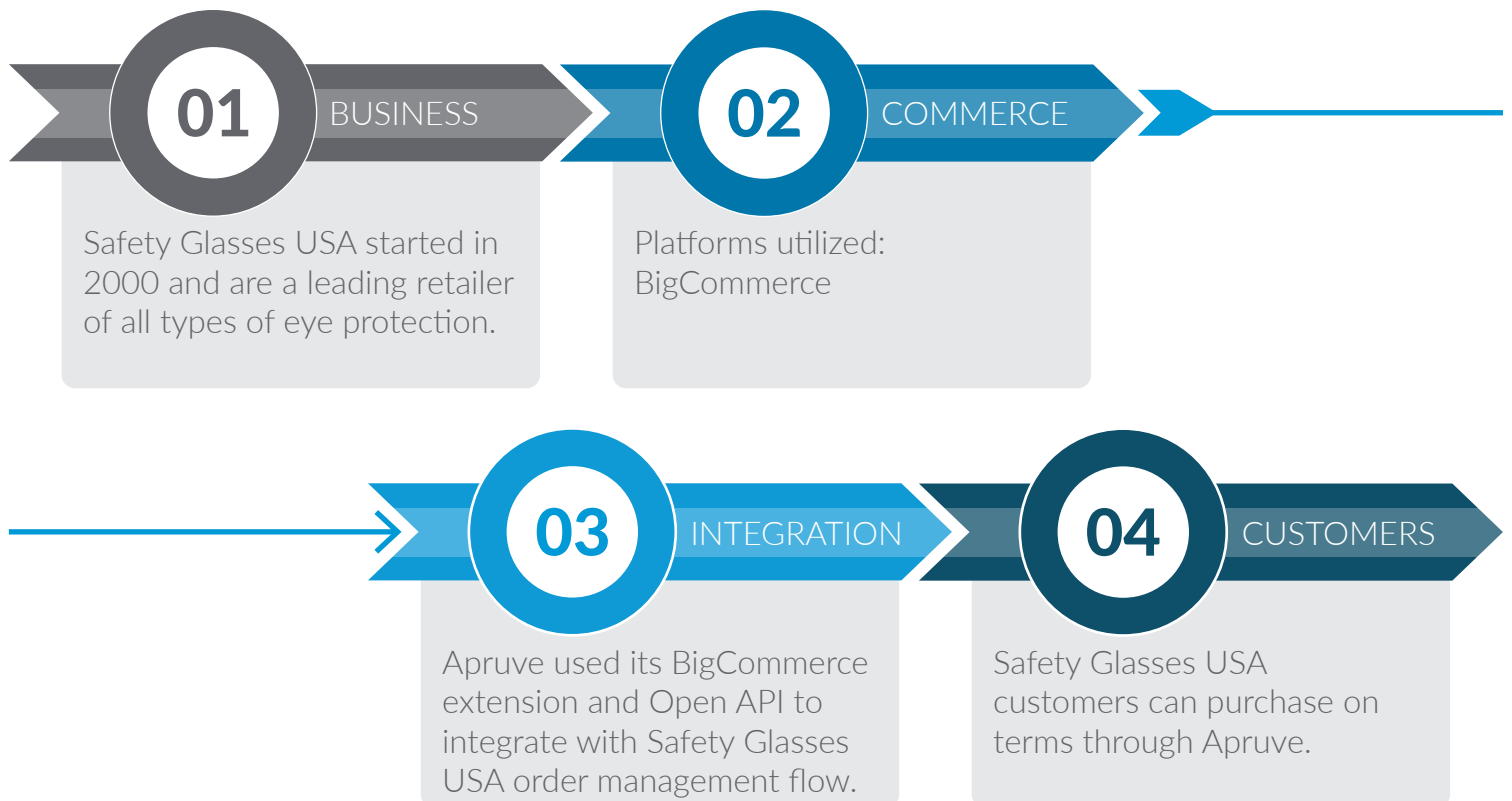 01
BUSINESS
Safety Glasses USA started in
2000 and are a leading retailer
of all types of eye protection.
02
COMMERCE
Platforms utilized:
BigCommerce
03
INTEGRATION
Apruve used its BigCommerce
extension and Open API to
integrate with Safety Glasses
USA order management flow.
04
CUSTOMERS
Safety Glasses USA
customers can purchase on
terms through Apruve.